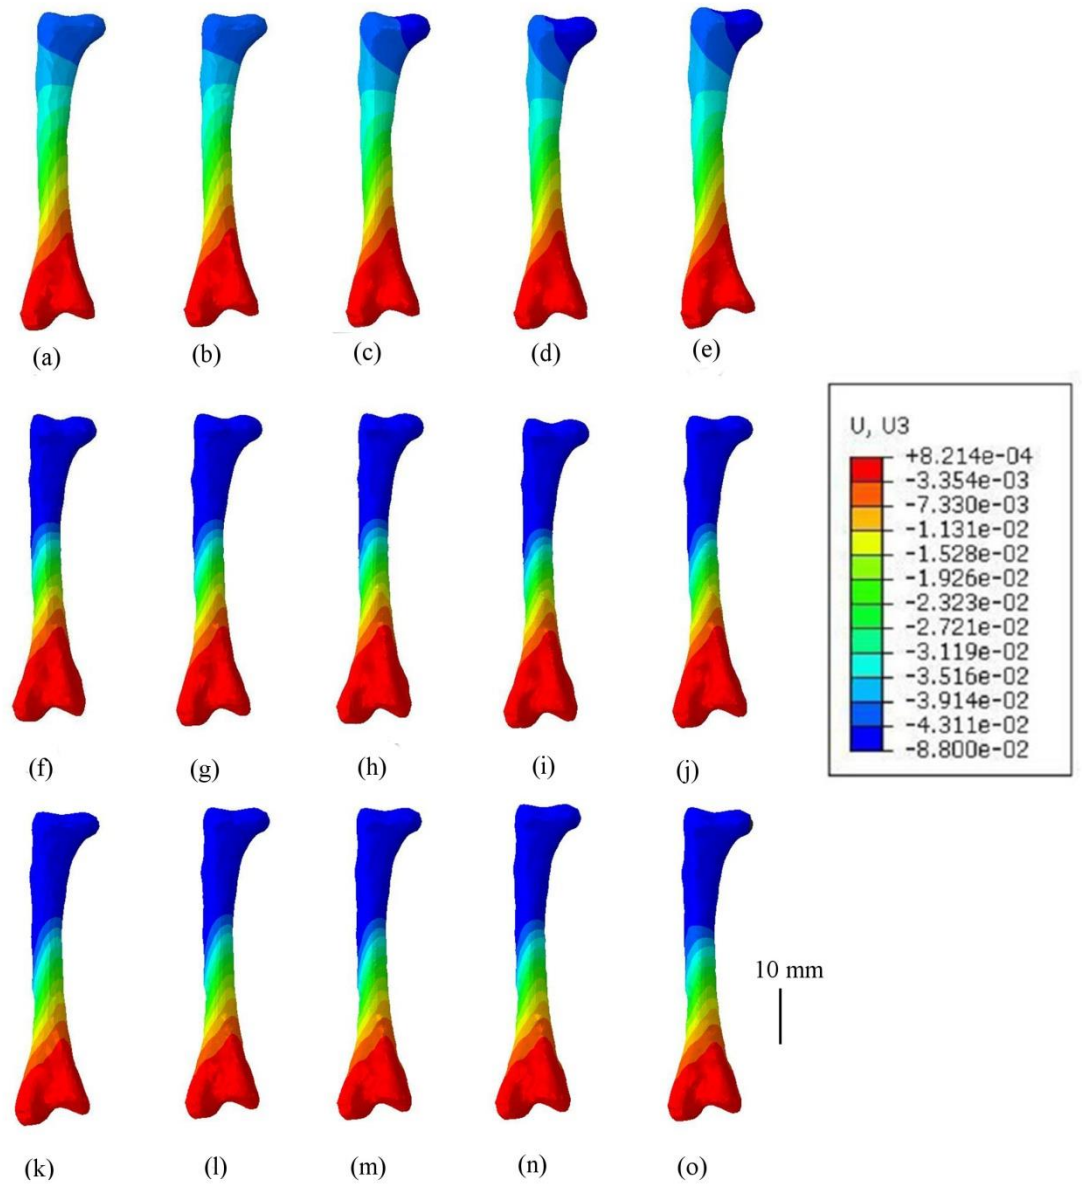 (a) (b) (c) (d) (e)
U, U3
+8.214e-04
-3.354e-03
-7.330e-03
-1.131e-02
-1.528e-02
-1.926e-02
-2.323e-02
-2.721e-02
-3.119e-02
-3.516e-02
-3.914e-02
-4.311e-02
-8.800e-02
(f) (g) (h) (i) (j)
10 mm
(k) (l) (m) (n) (o)